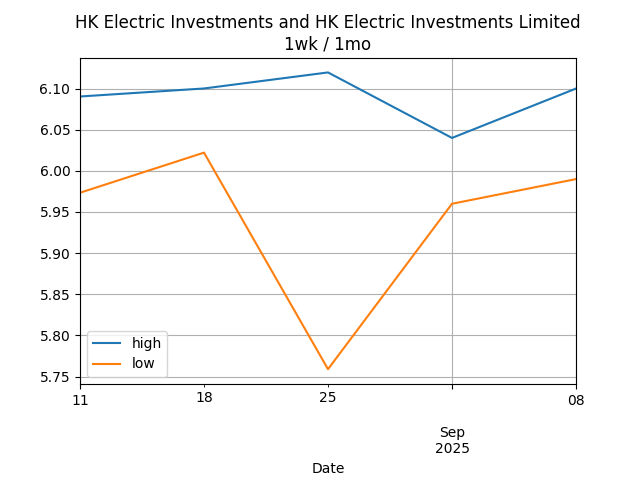 HK Electric Investments and HK Electric Investments Limited
1wk / 1mo
6.10
6.05
6.00
5.95
5.90
5.85
5.80
5.75
high
low
11
18
25
08
Sep
2025
Date